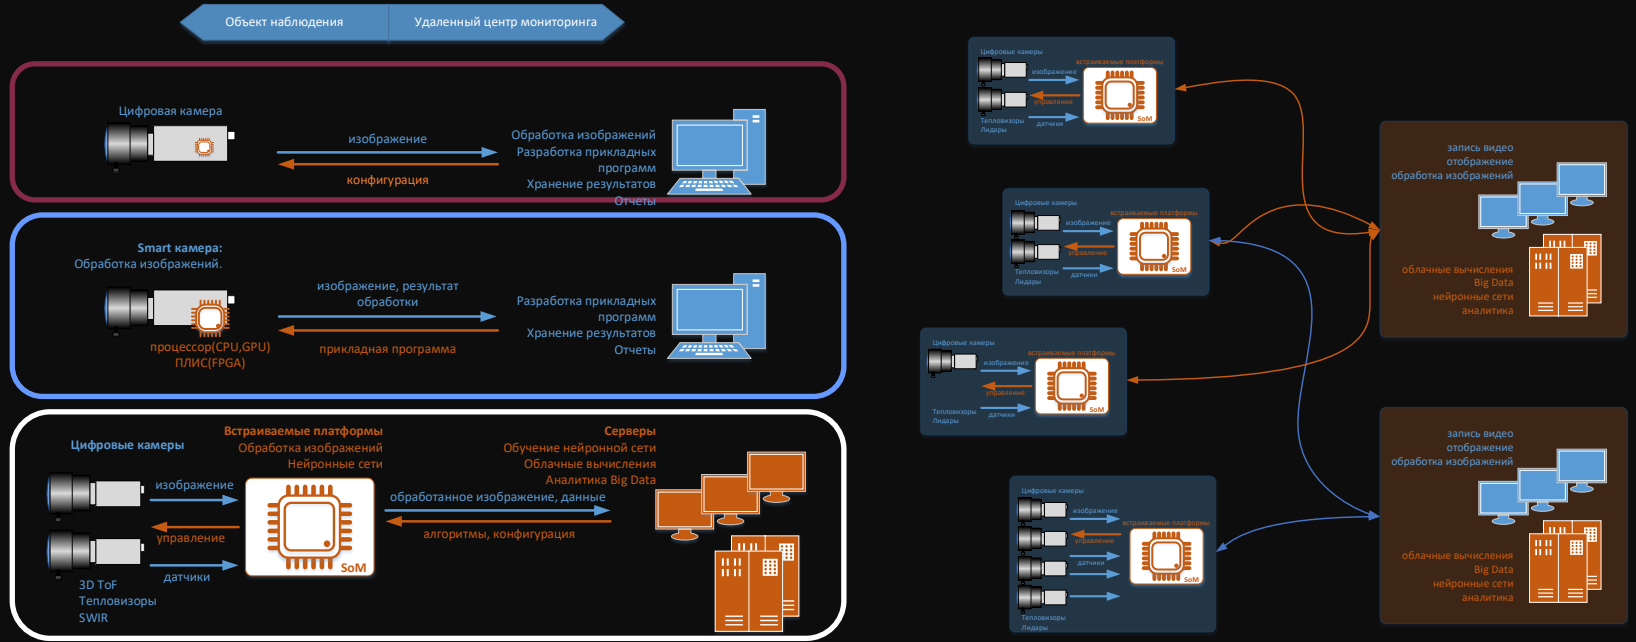 Объект наблюдения
Удаленный центр мониторинга
Цифровая камера
изображение
конфигурация
Обработка изображений
Разработка прикладных
программ
Хранение результатов
Отчеты
Smart камера:
Обработка изображений.
процессор(CPU,GPU)
ПЛИС(FPGA)
изображение, результат
обработки
прикладная программа
Разработка прикладных
программ
Хранение результатов
Отчеты
Цифровые камеры
изображение
управление
датчики
3D ToF
Тепловизоры
SWIR
Встраиваемые платформы
Обработка изображений
Нейронные сети
SoM
обработанное изображение, данные
алгоритмы, конфигурация
Серверы
Обучение нейронной сети
Облачные вычисления
Аналитика Big Data
Цифровые камеры
изображение
управление
датчики
Тепловизоры
Лидары
встраиваемые платформы
SoM
Цифровые камеры
изображение
управление
датчики
Тепловизоры
Лидары
встраиваемые платформы
SoM
Цифровые камеры
изображение
управление
датчики
Тепловизоры
Лидары
встраиваемые платформы
SoM
Цифровые камеры
изображение
управление
датчики
Тепловизоры
Лидары
встраиваемые платформы
SoM
запись видео
отображение
обработка изображений
облачные вычисления
Big Data
нейронные сети
аналитика
запись видео
отображение
обработка изображений
облачные вычисления
Big Data
нейронные сети
аналитика